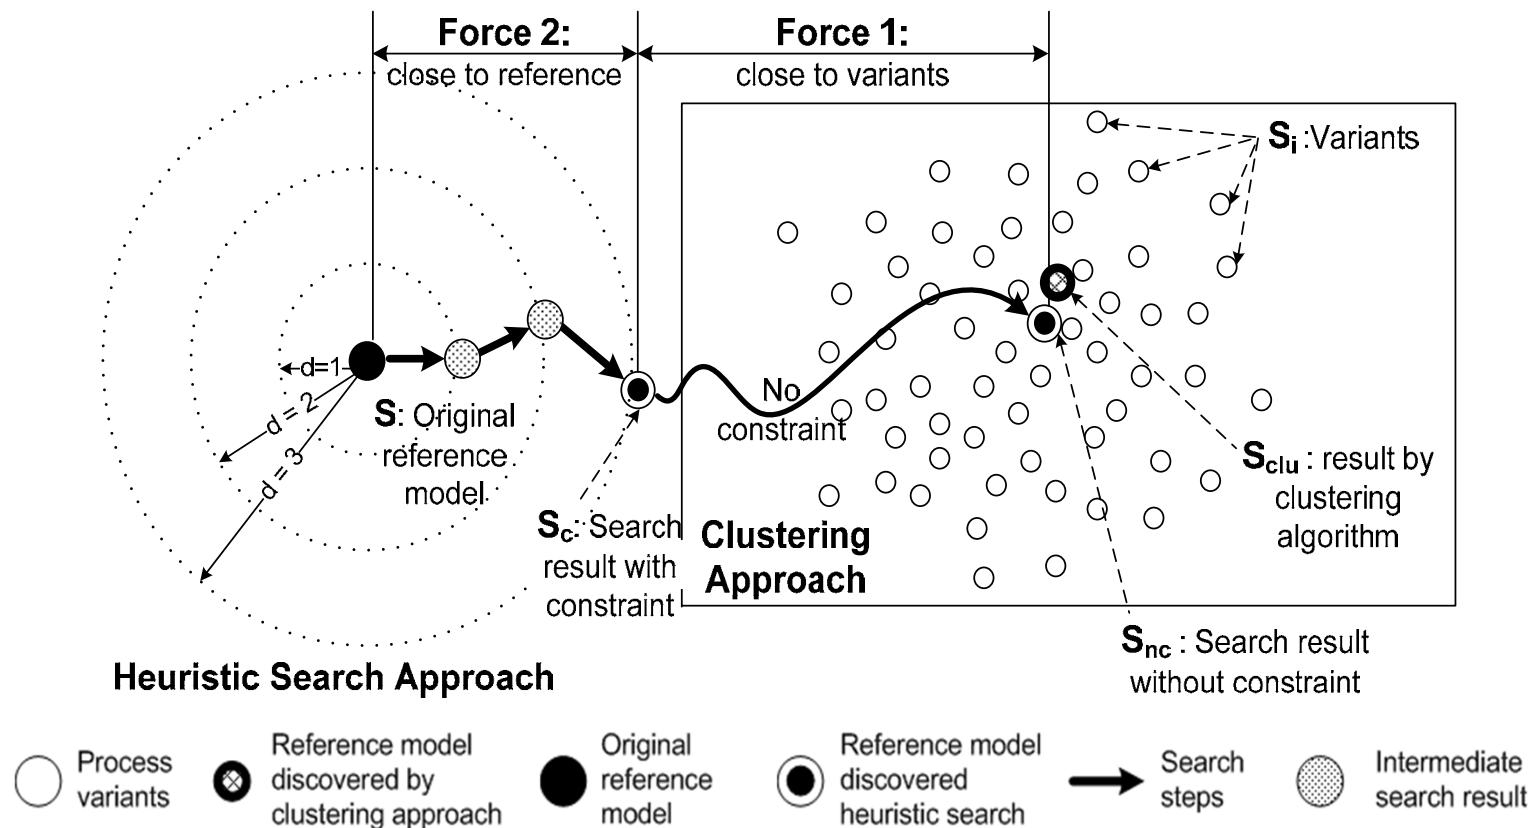 Force 2:
close to reference
Force 1:
close to variants
Si :Variants
d=1
d = 2
d = 3
S: Original
reference
model
No
constraint
Sc: Search
result with
constraint
Clustering
Approach
Sclu : result by
clustering
algorithm
Snc : Search result
without constraint
Heuristic Search Approach
Process
variants
Reference model
discovered by
clustering approach
Original
reference
model
Reference model
discovered
heuristic search
Search
steps
Intermediate
search result